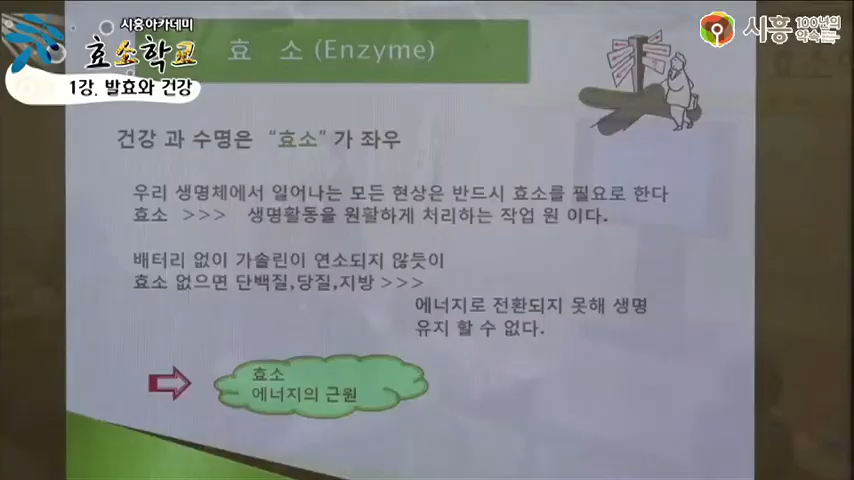 시흥아카데미
효소학교
1강. 발효와 건강
효 소 (Enzyme)
시흥 100년의 약속
건강 과 수명은 “효소”가 좌우
우리 생명체에서 일어나는 모든 현상은 반드시 효소를 필요로 한다
효소 >>> 생명활동을 원활하게 처리하는 작업 원 이다.
배터리 없이 가솔린이 연소되지 않듯이
효소 없으면 단백질,당질,지방 >>>
에너지로 전환되지 못해 생명
유지 할 수 없다.
효소
에너지의 근원